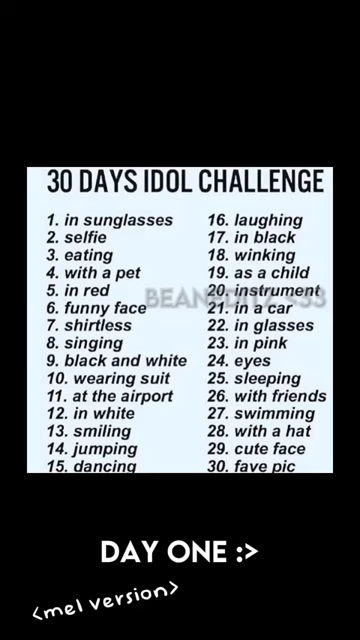 30 DAYS IDOL CHALLENGE
1. in sunglasses
2. selfie
3. eating
4. with a pet
5. in red
6. funny face
7. shirtless
8. singing
9. black and white
10. wearing suit
11. at the airport
12. in white
13. smiling
14. jumping
15. dancing
16. laughing
17. in black
18. winking
19. as a child
20. instrument
21. in a car
22. in glasses
23. in pink
24. eyes
25. sleeping
26. with friends
27. swimming
28. with a hat
29. cute face
30. fave pic
BEANEDITZ <33
DAY ONE :>
<mel version>